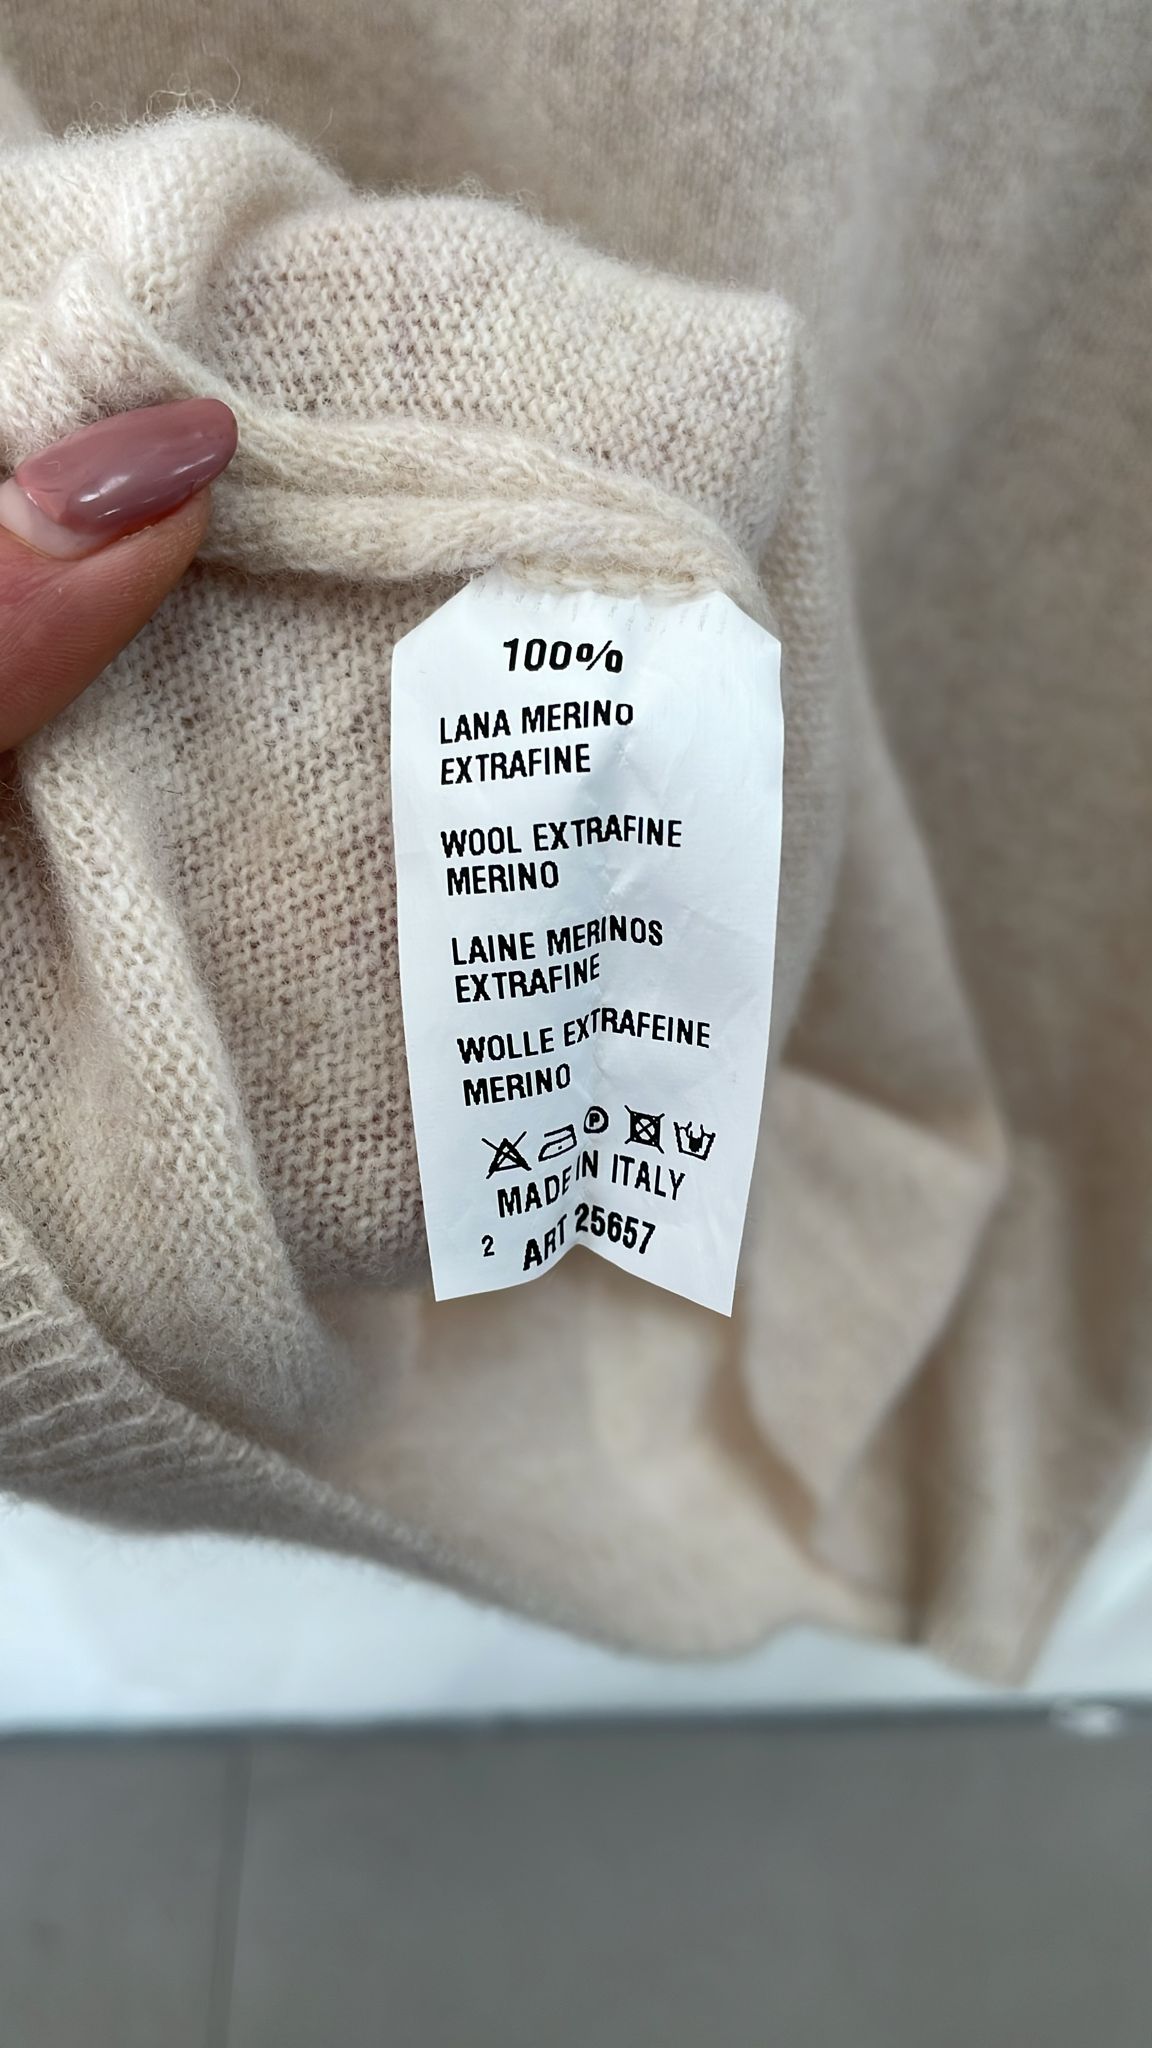 100%
LANA MERINO
EXTRAFINE
WOOL EXTRAFINE
MERINO
LAINE MERINOS
EXTRAFINE
WOLLE EXTRAFEINE
MERINO
P
MADE IN ITALY
2 ART 25657